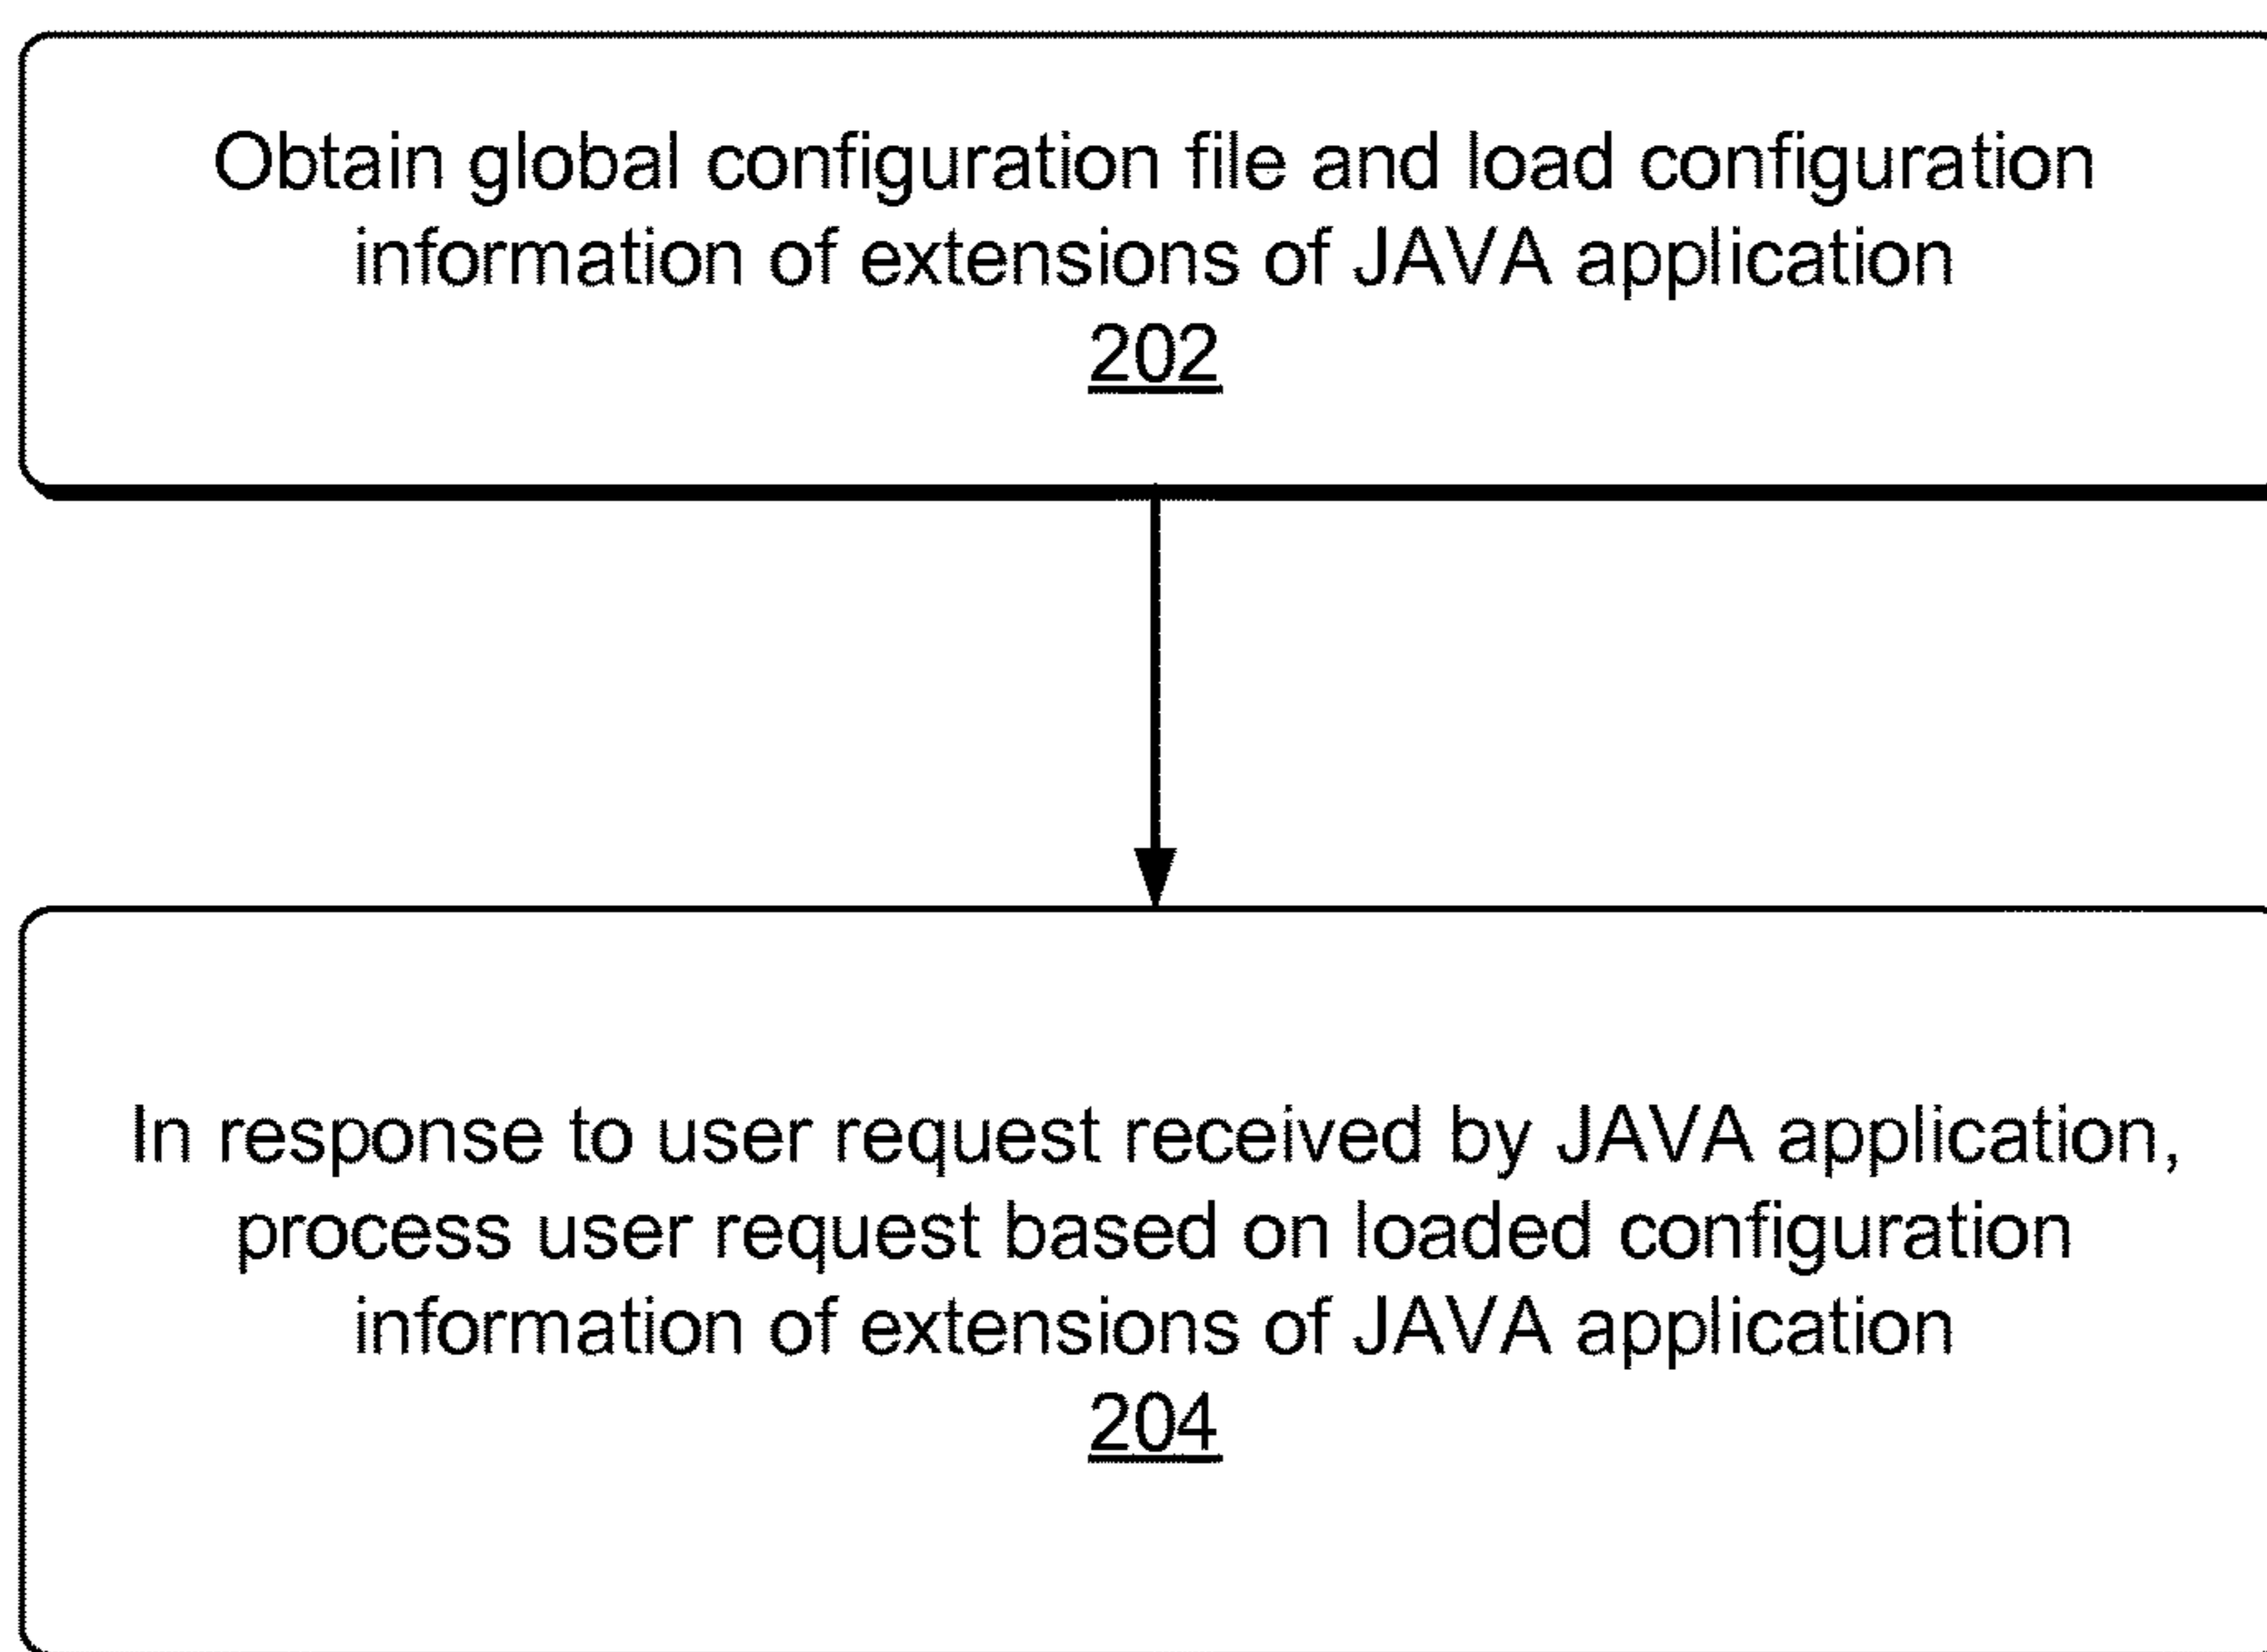 Obtain global configuration file and load configuration
information of extensions of JAVA application
202
In response to user request received by JAVA application,
process user request based on loaded configuration
information of extensions of JAVA application
204